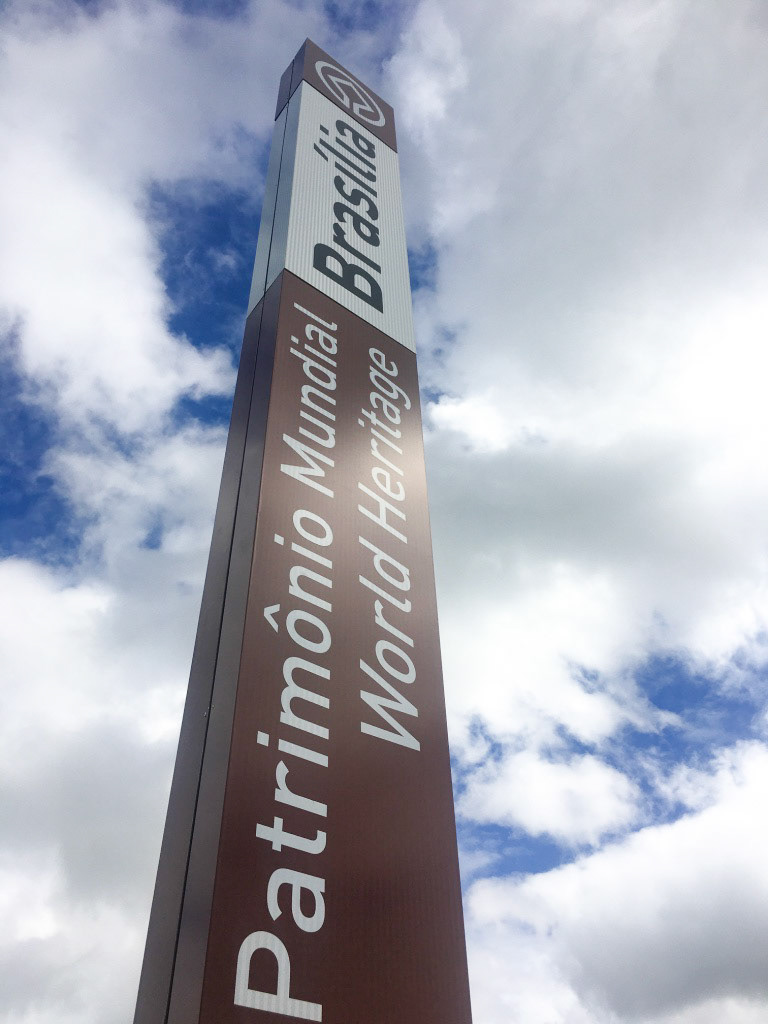 Brasília
Patrimônio Mundial
World Heritage